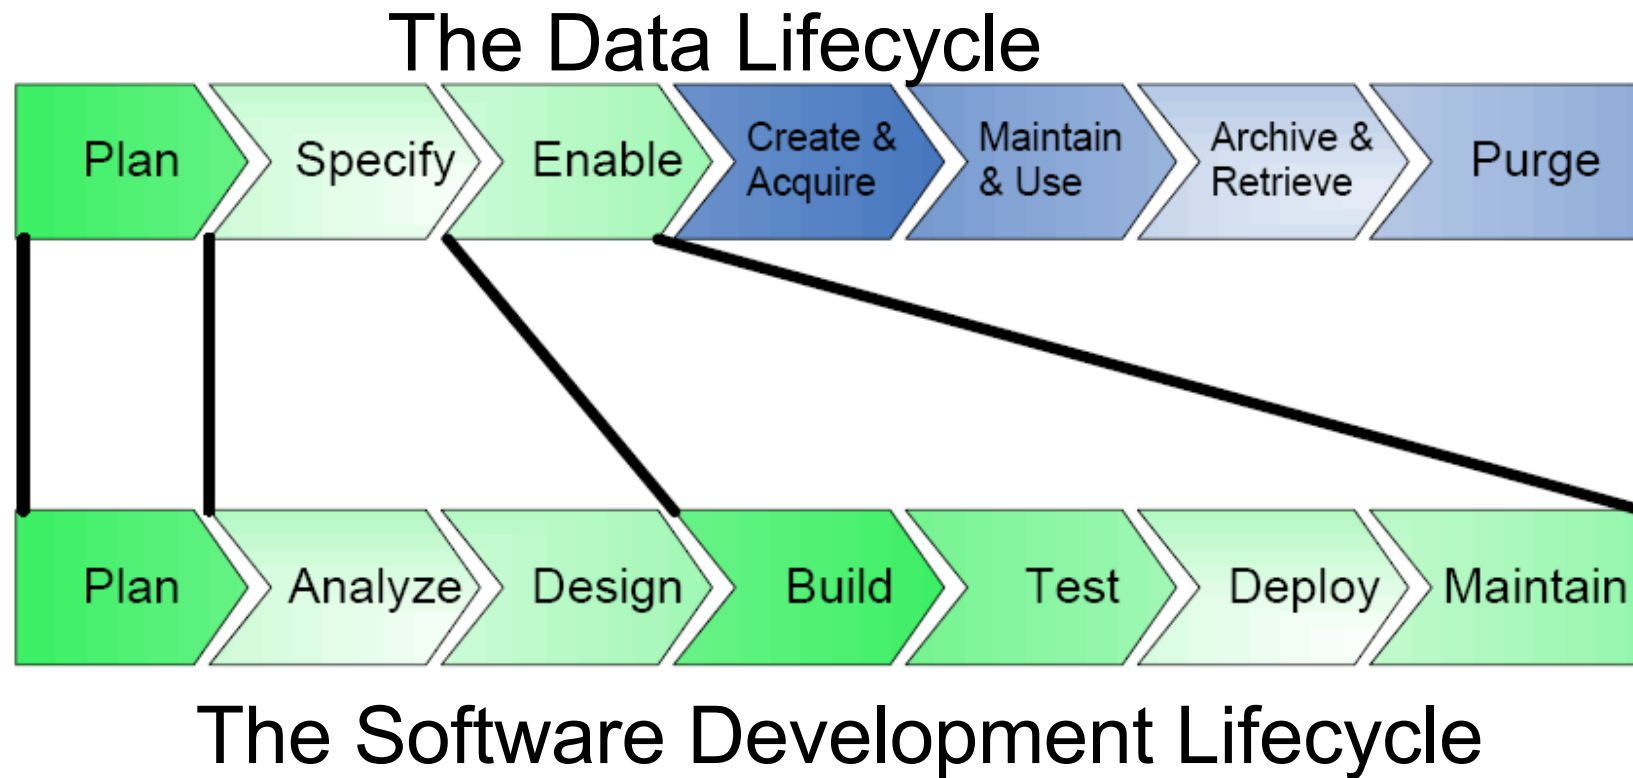 The Data Lifecycle
Plan
Specify
Enable
Create &
Acquire
Maintain
& Use
Archive &
Retrieve
Purge
Plan
Analyze
Design
Build
Test
Deploy
Maintain
The Software Development Lifecycle